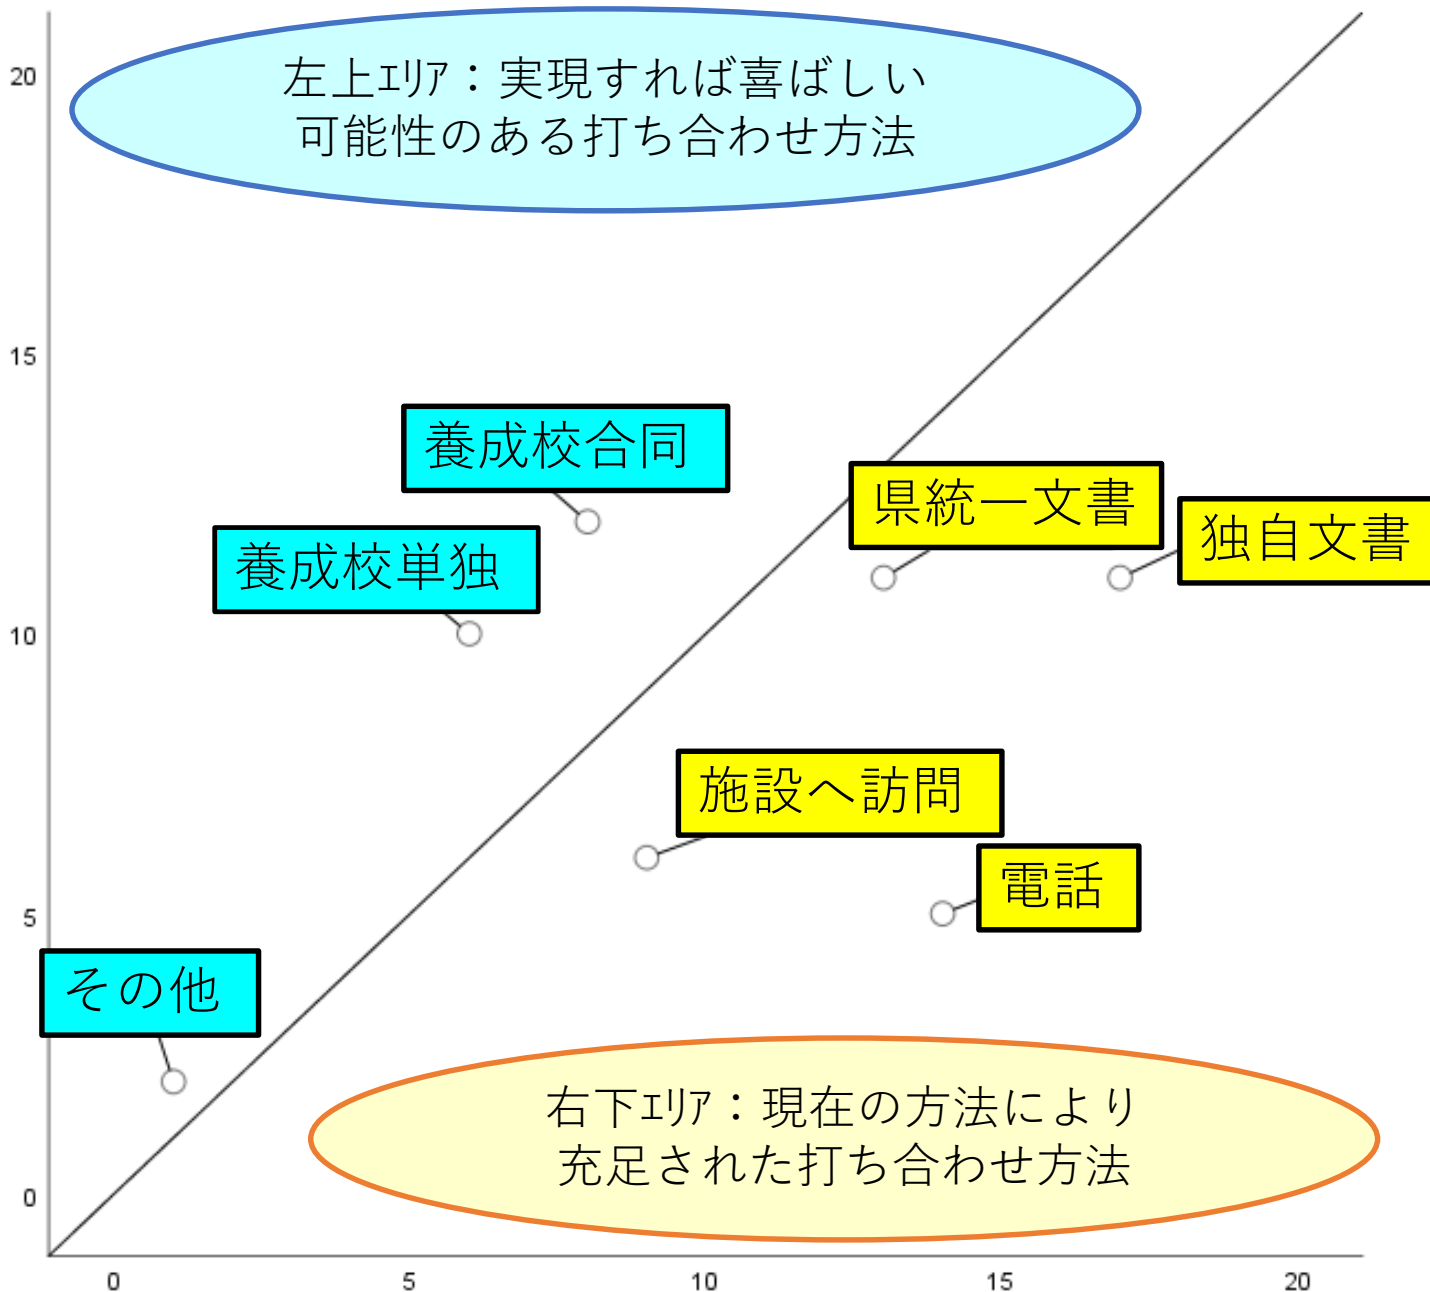 20
左上ｴﾘｱ：実現すれば喜ばしい
可能性のある打ち合わせ方法
15
養成校合同
県統一文書
独自文書
養成校単独
10
施設へ訪問
電話
5
その他
右下ｴﾘｱ：現在の方法により
充足された打ち合わせ方法
0
0 5 10 15 20